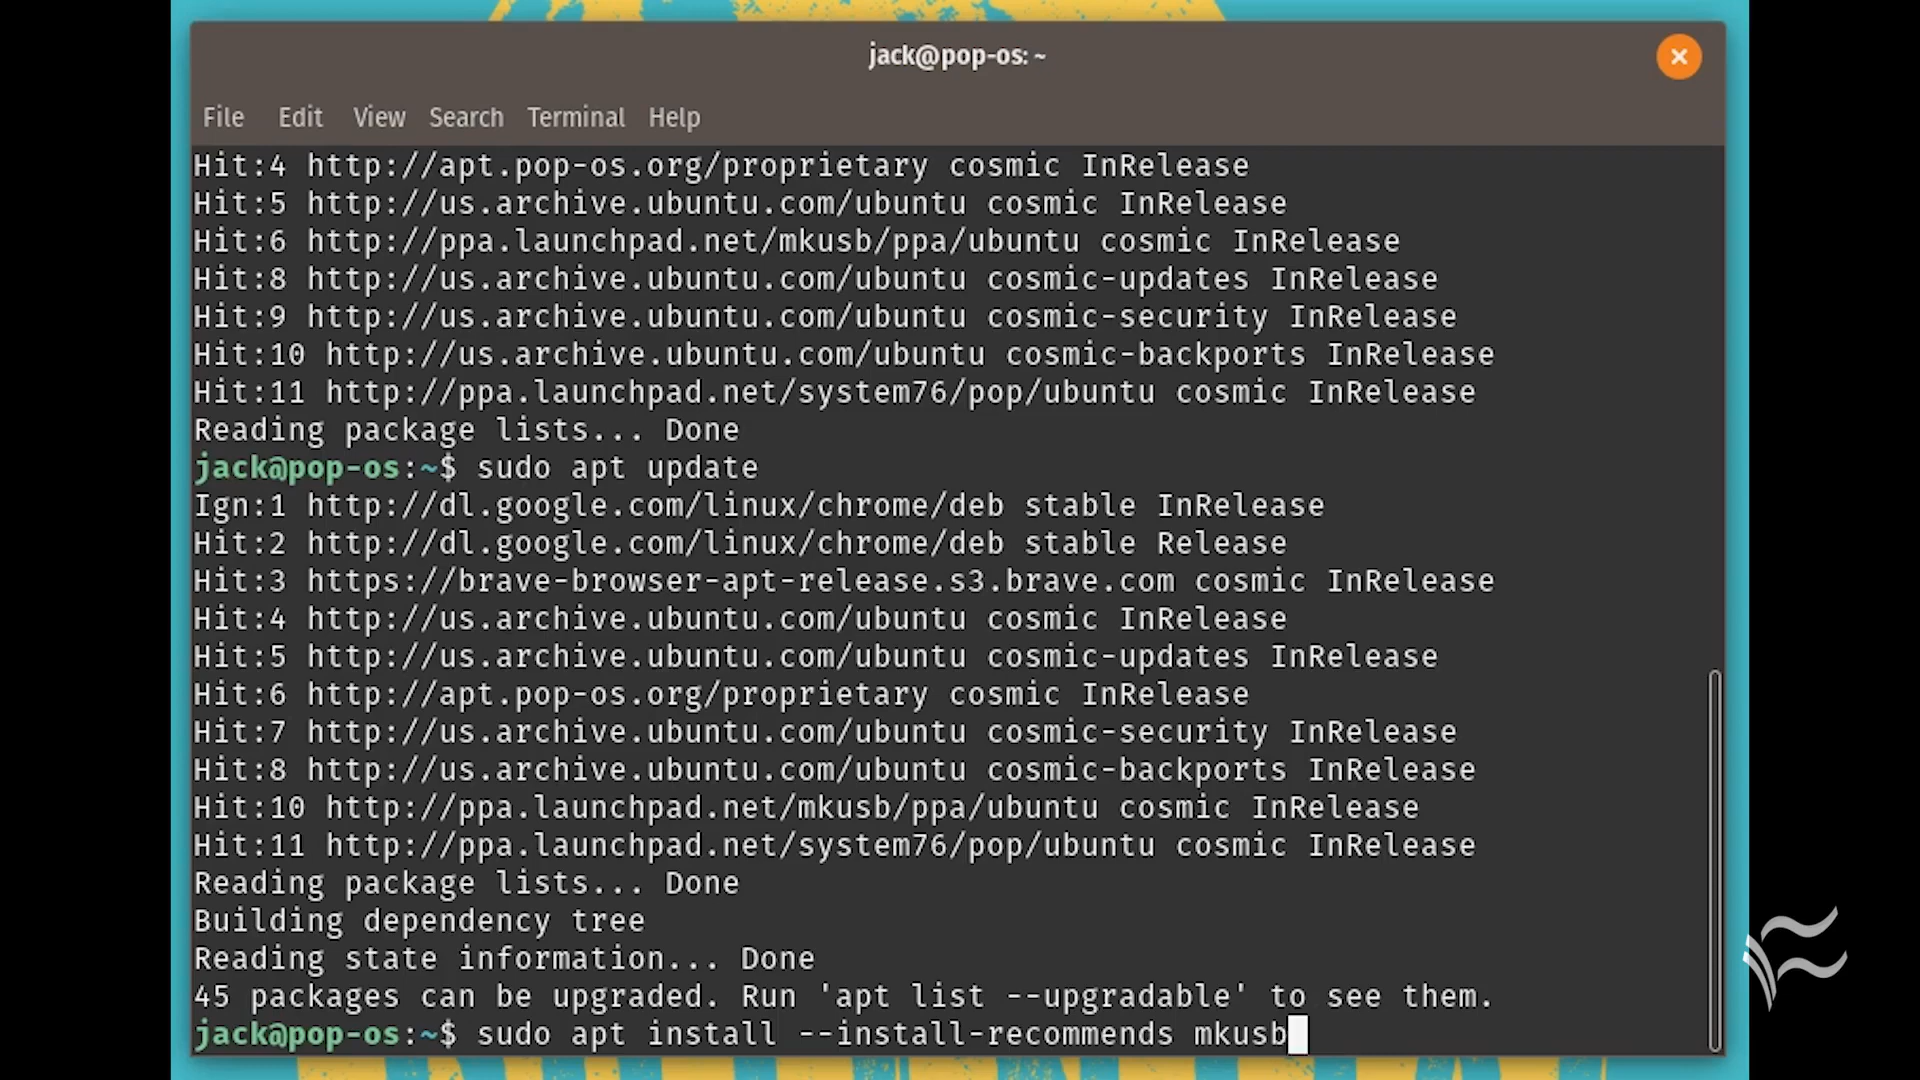 jack@pop-os: ~
File Edit View Search Terminal Help
Hit:4 http://apt.pop-os.org/proprietary cosmic InRelease
Hit:5 http://us.archive.ubuntu.com/ubuntu cosmic InRelease
Hit:6 http://ppa.launchpad.net/mkusb/ppa/ubuntu cosmic InRelease
Hit:8 http://us.archive.ubuntu.com/ubuntu cosmic-updates InRelease
Hit:9 http://us.archive.ubuntu.com/ubuntu cosmic-security InRelease
Hit:10 http://us.archive.ubuntu.com/ubuntu cosmic-backports InRelease
Hit:11 http://ppa.launchpad.net/system76/pop/ubuntu cosmic InRelease
Reading package lists... Done
jack@pop-os:~$ sudo apt update
Ign:1 http://dl.google.com/linux/chrome/deb stable InRelease
Hit:2 http://dl.google.com/linux/chrome/deb stable Release
Hit:3 https://brave-browser-apt-release.s3.brave.com cosmic InRelease
Hit:4 http://us.archive.ubuntu.com/ubuntu cosmic InRelease
Hit:5 http://us.archive.ubuntu.com/ubuntu cosmic-updates InRelease
Hit:6 http://apt.pop-os.org/proprietary cosmic InRelease
Hit:7 http://us.archive.ubuntu.com/ubuntu cosmic-security InRelease
Hit:8 http://us.archive.ubuntu.com/ubuntu cosmic-backports InRelease
Hit:10 http://ppa.launchpad.net/mkusb/ppa/ubuntu cosmic InRelease
Hit:11 http://ppa.launchpad.net/system76/pop/ubuntu cosmic InRelease
Reading package lists... Done
Building dependency tree
Reading state information... Done
45 packages can be upgraded. Run 'apt list --upgradable' to see them.
jack@pop-os:~$ sudo apt install --install-recommends mkusb